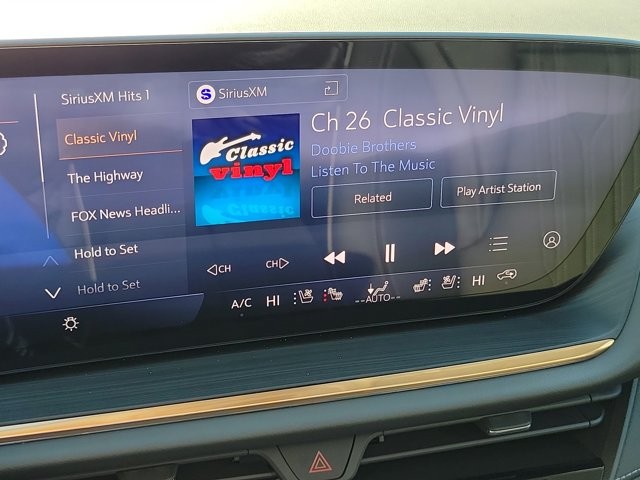 SiriusXM Hits 1
Classic Vinyl
The Highway
FOX News Headli...
Hold to Set
Hold to Set
SiriusXM
Classic
vinyl
Ch 26 Classic Vinyl
Doobie Brothers
Listen To The Music
Related
Play Artist Station
CH
CH
A/C
HI
--AUTO--
HI